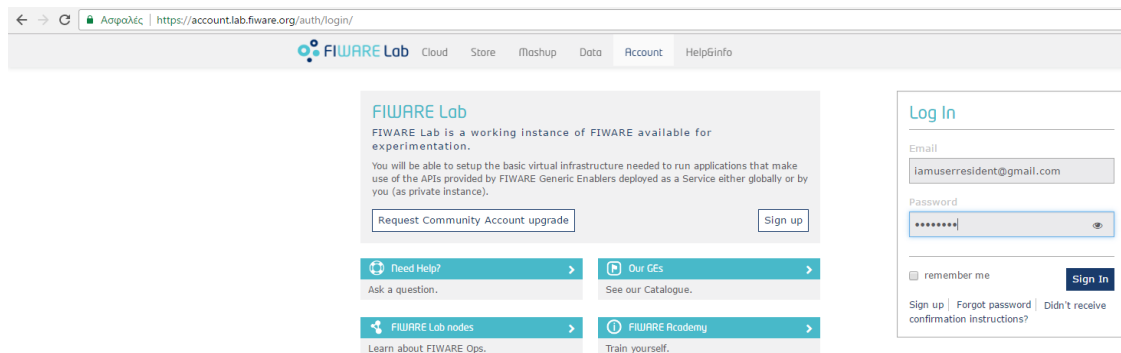 Ασφαλές | https://account.lab.fiware.org/auth/login/
FIWARE Lab Cloud Store Mashup Data Account Help&info
FIWARE Lab
FIWARE Lab is a working instance of FIWARE available for
experimentation.
You will be able to setup the basic virtual infrastructure needed to run applications that make
use of the APIs provided by FIWARE Generic Enablers deployed as a Service either globally or by
you (as private instance).
Request Community Account upgrade
Sign up
Need Help?
Ask a question.
Our GEs
See our Catalogue.
FIWARE Lab nodes
Learn about FIWARE Ops.
FIWARE Academy
Train yourself.
Log In
Email
iamuserresident@gmail.com
Password
••••••••
remember me
Sign In
Sign up | Forgot password | Didn't receive
confirmation instructions?